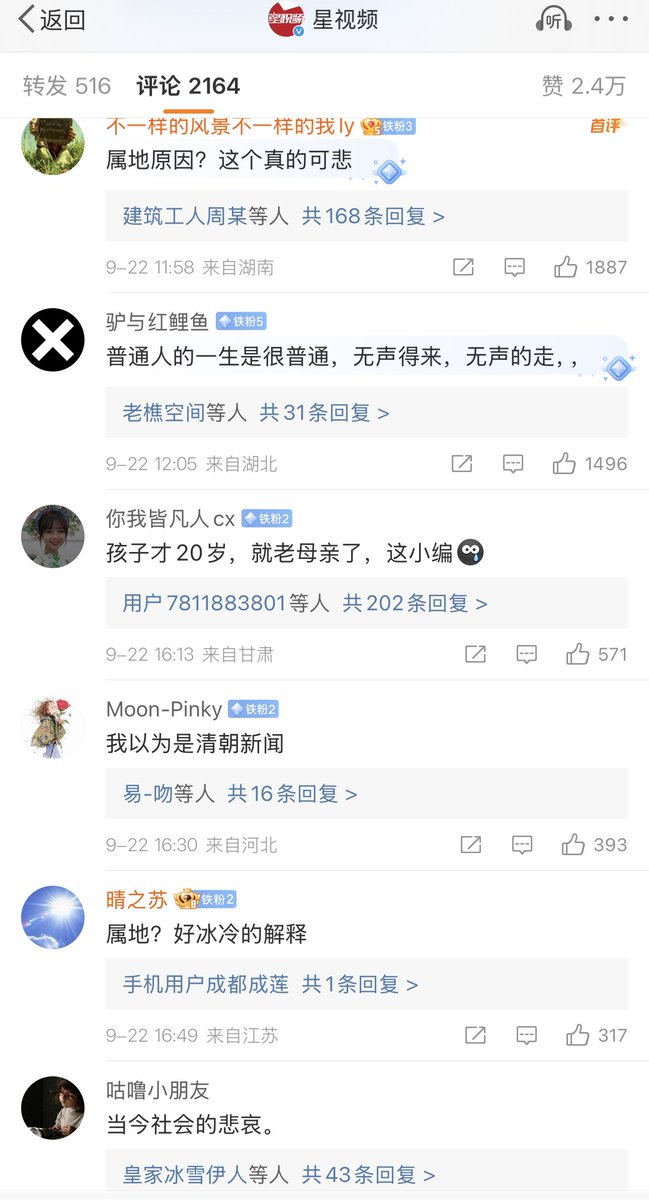 返回
星视频
听
转发 516
评论 2164
赞 2.4万
不一样的风景不一样的我ly 铁粉3
首评
属地原因？这个真的可悲
建筑工人周某等人 共168条回复 >
9-22 11:58 来自湖南
1887
驴与红鲤鱼 铁粉5
普通人的一生是很普通，无声得来，无声的走，，
老樵空间等人 共31条回复 >
9-22 12:05 来自湖北
1496
你我皆凡人cx 铁粉2
孩子才20岁，就老母亲了，这小编
用户7811883801等人 共202条回复 >
9-22 16:13 来自甘肃
571
Moon-Pinky 铁粉2
我以为是清朝新闻
易-吻等人 共16条回复 >
9-22 16:30 来自河北
393
晴之苏 铁粉2
属地？好冰冷的解释
手机用户成都成莲 共1条回复 >
9-22 16:49 来自江苏
317
咕噜小朋友
当今社会的悲哀。
皇家冰雪伊人等人 共43条回复 >